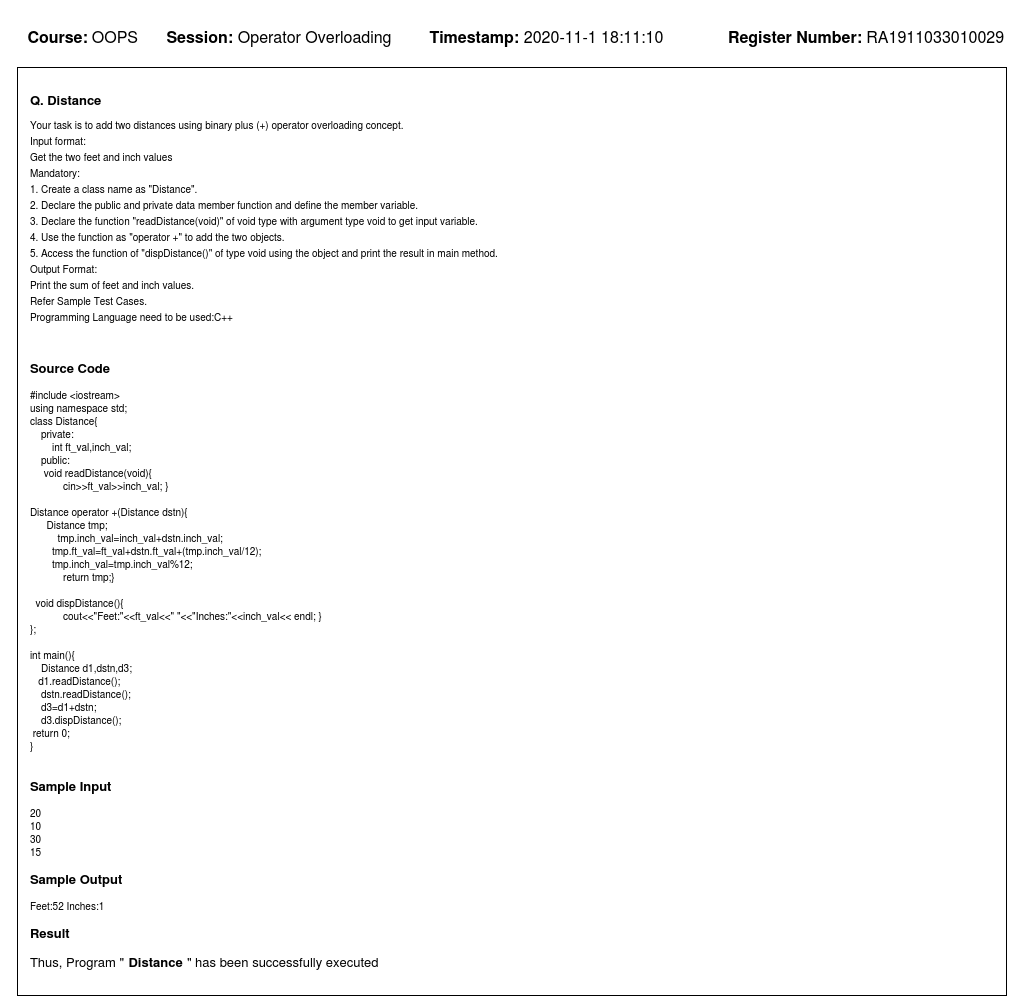 Course: OOPS Session: Operator Overloading Timestamp: 2020-11-1 18:11:10 Register Number: RA1911033010029
Q. Distance
Your task is to add two distances using binary plus (+) operator overloading concept.
Input format:
Get the two feet and inch values
Mandatory:
1. Create a class name as "Distance".
2. Declare the public and private data member function and define the member variable.
3. Declare the function "readDistance(void)" of void type with argument type void to get input variable.
4. Use the function as "operator +" to add the two objects.
5. Access the function of "dispDistance()" of type void using the object and print the result in main method.
Output Format:
Print the sum of feet and inch values.
Refer Sample Test Cases.
Programming Language need to be used:C++
Source Code
#include <iostream>
using namespace std;
class Distance{
private:
int ft_val,inch_val;
public:
void readDistance(void){
cin>>ft_val>>inch_val; }
Distance operator +(Distance dstn){
Distance tmp;
tmp.inch_val=inch_val+dstn.inch_val;
tmp.ft_val=ft_val+dstn.ft_val+(tmp.inch_val/12);
tmp.inch_val=tmp.inch_val%12;
return tmp;}
void dispDistance(){
cout<<"Feet:"<<ft_val<<" "<<"Inches:"<<inch_val<< endl; }
};
int main(){
Distance d1,dstn,d3;
d1.readDistance();
dstn.readDistance();
d3=d1+dstn;
d3.dispDistance();
return 0;
}
Sample Input
20
10
30
15
Sample Output
Feet:52 Inches:1
Result
Thus, Program " Distance " has been successfully executed